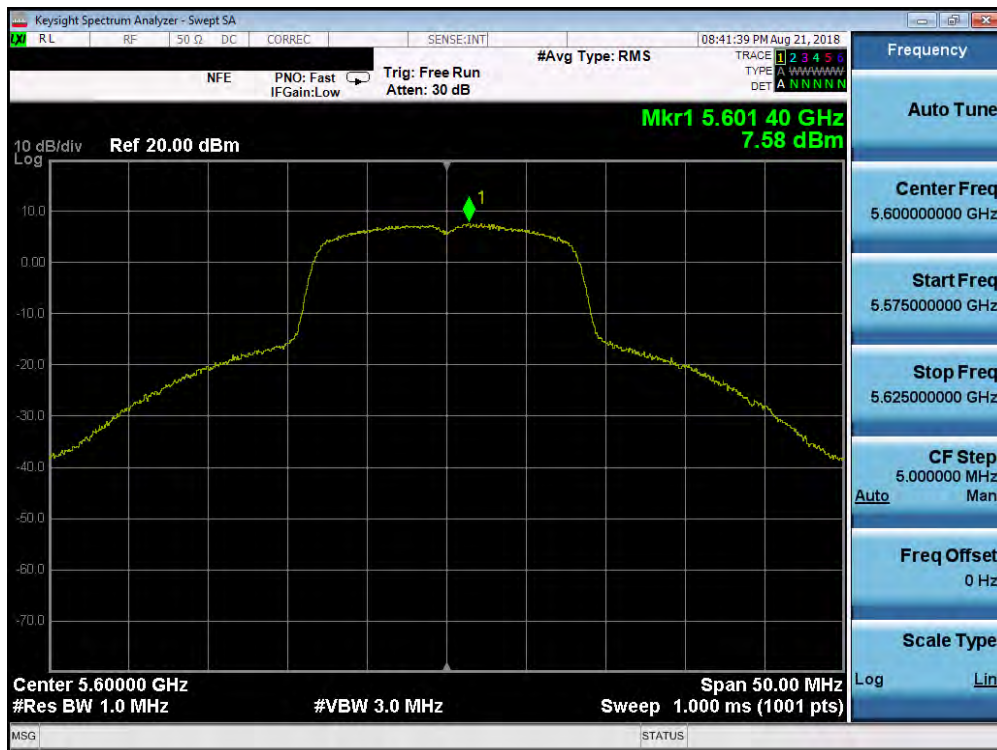 Keysight Spectrum Analyzer - Swept SA
LXI RL RF 50 Ω DC CORREC SENSE:INT 08:41:39 PM Aug 21, 2018
#Avg Type: RMS TRACE 1 2 3 4 5 6
NFE PNO: Fast Trig: Free Run TYPE A WWWWW
IFGain:Low Atten: 30 dB DET A N N N N N
Mkr1 5.601 40 GHz
7.58 dBm
10 dB/div Ref 20.00 dBm
Log
1
10.0
0.00
-10.0
-20.0
-30.0
-40.0
-50.0
-60.0
-70.0
Center 5.60000 GHz Span 50.00 MHz
#Res BW 1.0 MHz #VBW 3.0 MHz Sweep 1.000 ms (1001 pts)
MSG STATUS
Frequency
Auto Tune
Center Freq
5.600000000 GHz
Start Freq
5.575000000 GHz
Stop Freq
5.625000000 GHz
CF Step
5.000000 MHz
Auto Man
Freq Offset
0 Hz
Scale Type
Log Lin